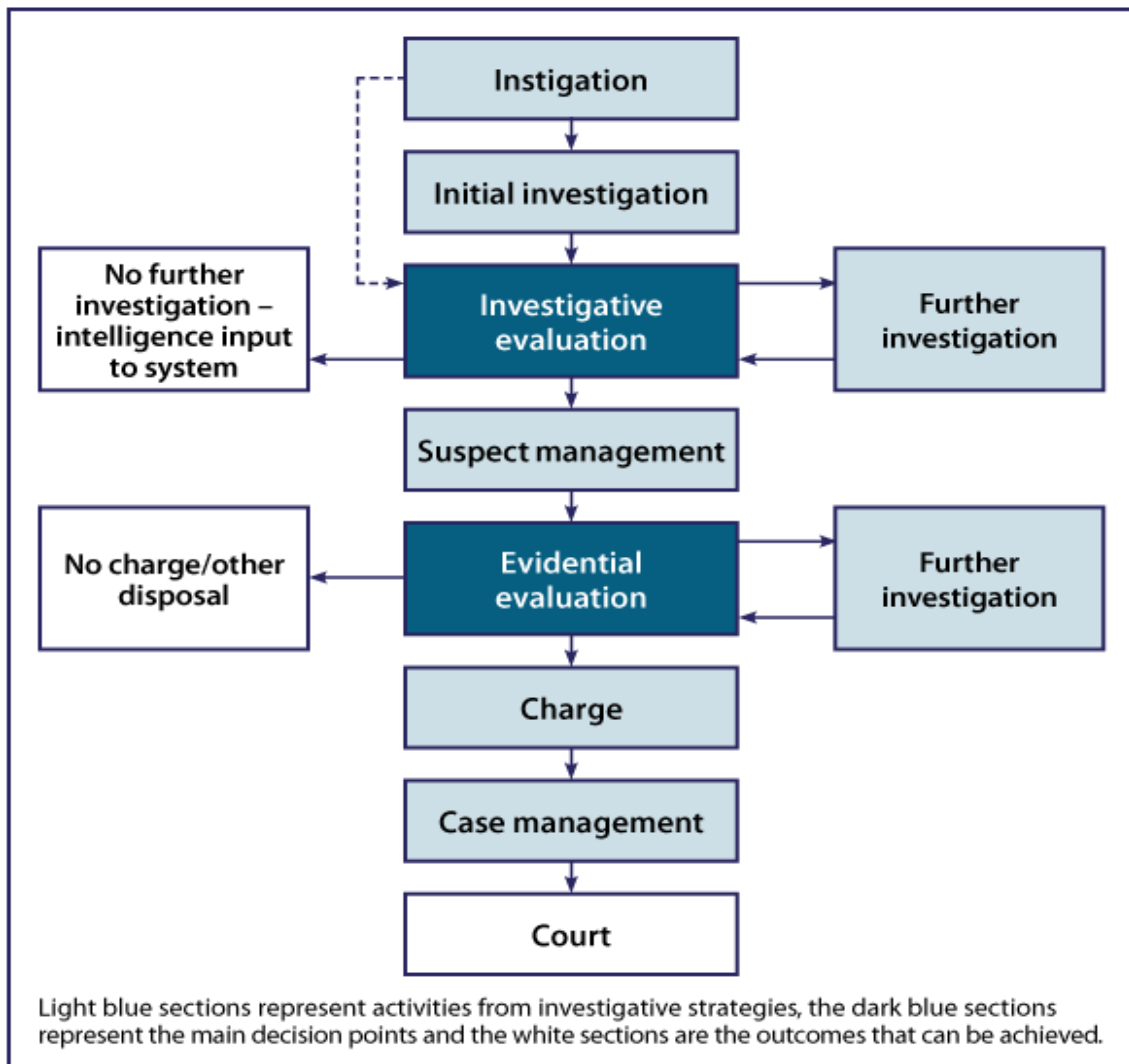 Instigation
Initial investigation
No further
investigation –
intelligence input
to system
Investigative
evaluation
Further
investigation
Suspect management
No charge/other
disposal
Evidential
evaluation
Further
investigation
Charge
Case management
Court
Light blue sections represent activities from investigative strategies, the dark blue sections
represent the main decision points and the white sections are the outcomes that can be achieved.